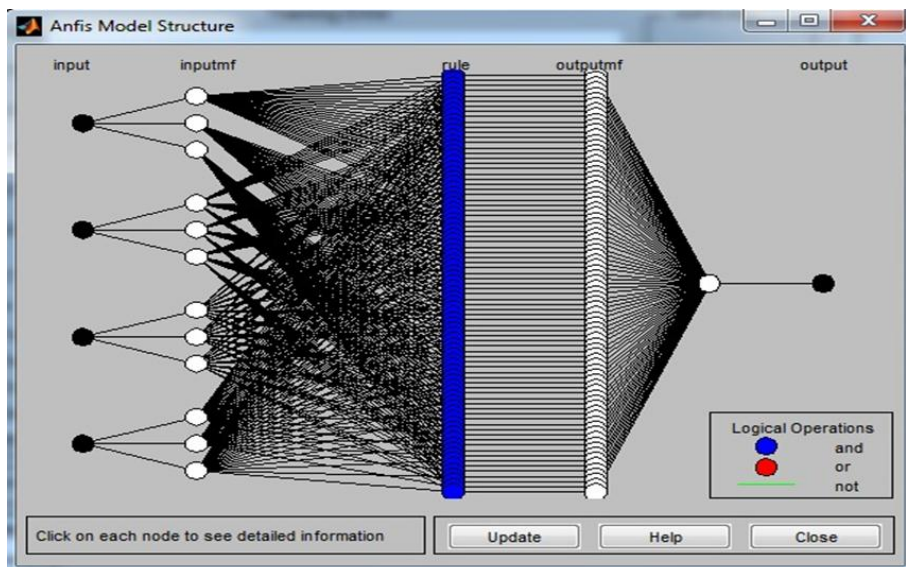 Anfis Model Structure
input inputmf rule outputmf output
Logical Operations
and
or
not
Click on each node to see detailed information
Update Help Close